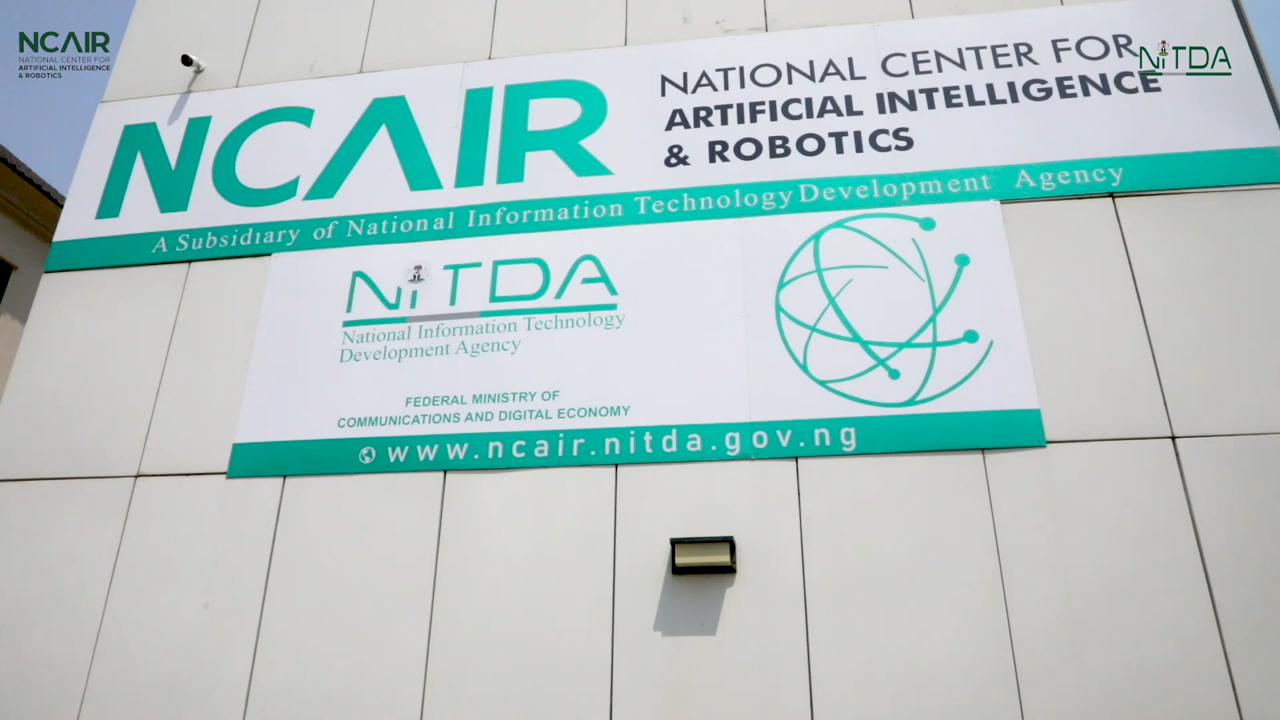 NCAIR
NATIONAL CENTER FOR
ARTIFICIAL INTELLIGENCE
& ROBOTICS
NiTDA
NCAIR
NATIONAL CENTER FOR
ARTIFICIAL INTELLIGENCE
& ROBOTICS
A Subsidiary of National Information Technology Development Agency
NiTDA
National Information Technology
Development Agency
FEDERAL MINISTRY OF
COMMUNICATIONS AND DIGITAL ECONOMY
www.ncair.nitda.gov.ng